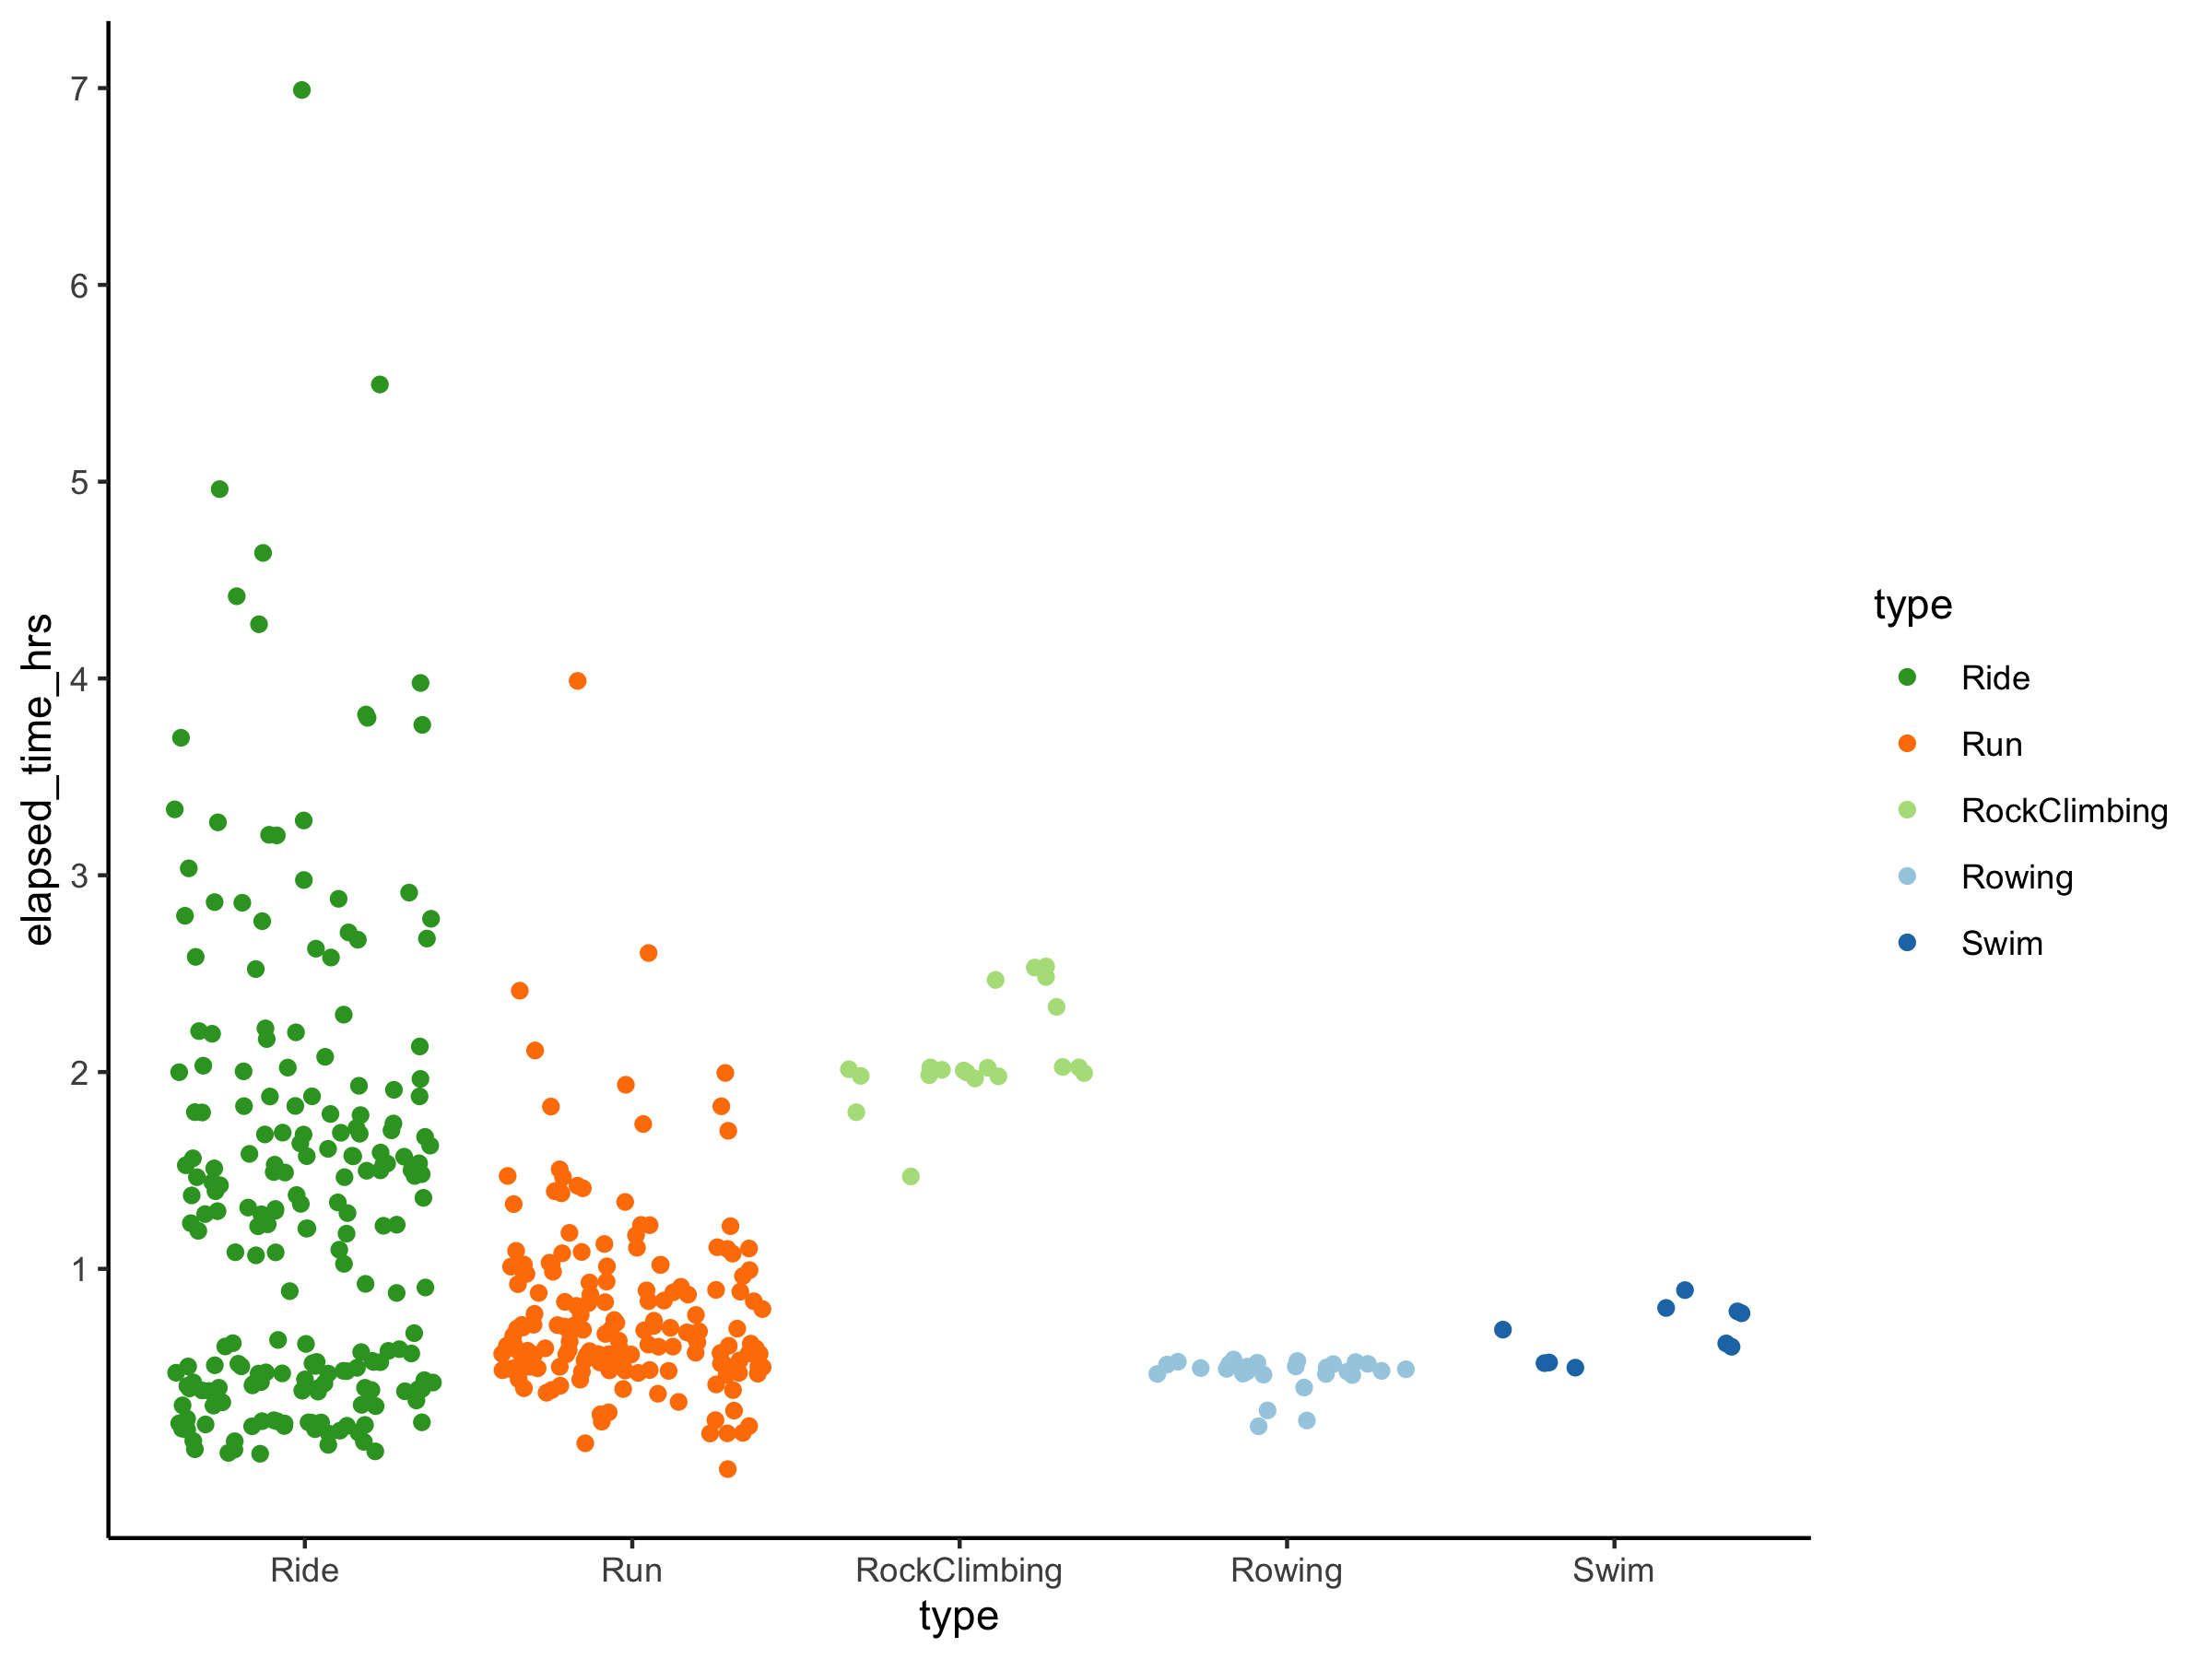 elapsed_time_hrs
7
6
5
4
3
2
1
Ride Run RockClimbing Rowing Swim
type
type
Ride
Run
RockClimbing
Rowing
Swim